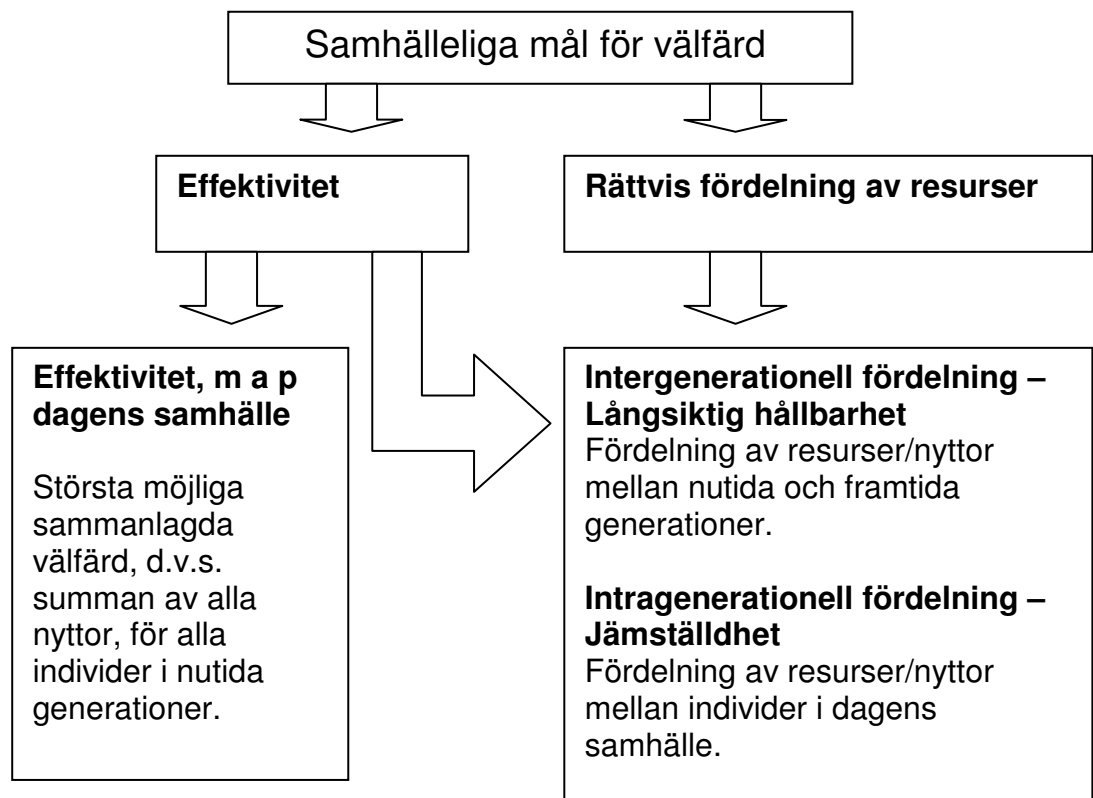 Samhälleliga mål för välfärd
Effektivitet
Rättvis fördelning av resurser
Effektivitet, m a p
dagens samhälle
Största möjliga
sammanlagda
välfärd, d.v.s.
summan av alla
nyttor, för alla
individer i nutida
generationer.
Intergenerationell fördelning –
Långsiktig hållbarhet
Fördelning av resurser/nyttor
mellan nutida och framtida
generationer.
Intragenerationell fördelning –
Jämställdhet
Fördelning av resurser/nyttor
mellan individer i dagens
samhälle.